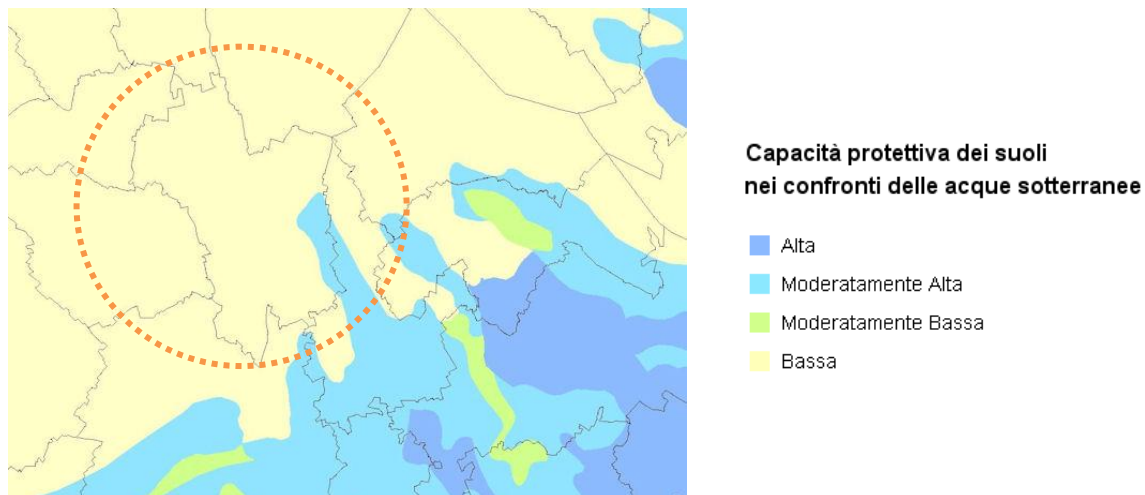 Capacità protettiva dei suoli
nei confronti delle acque sotterranee
Alta
Moderatamente Alta
Moderatamente Bassa
Bassa